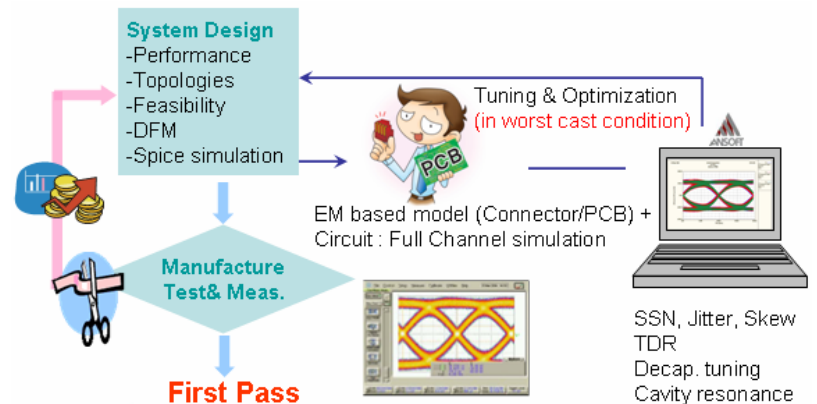 System Design
-Performance
-Topologies
-Feasibility
-DFM
-Spice simulation
Tuning & Optimization
(in worst cast condition)
ANSOFT
PCB
EM based model (Connector/PCB) +
Circuit : Full Channel simulation
Manufacture
Test& Meas.
SSN, Jitter, Skew
TDR
Decap. tuning
Cavity resonance
First Pass